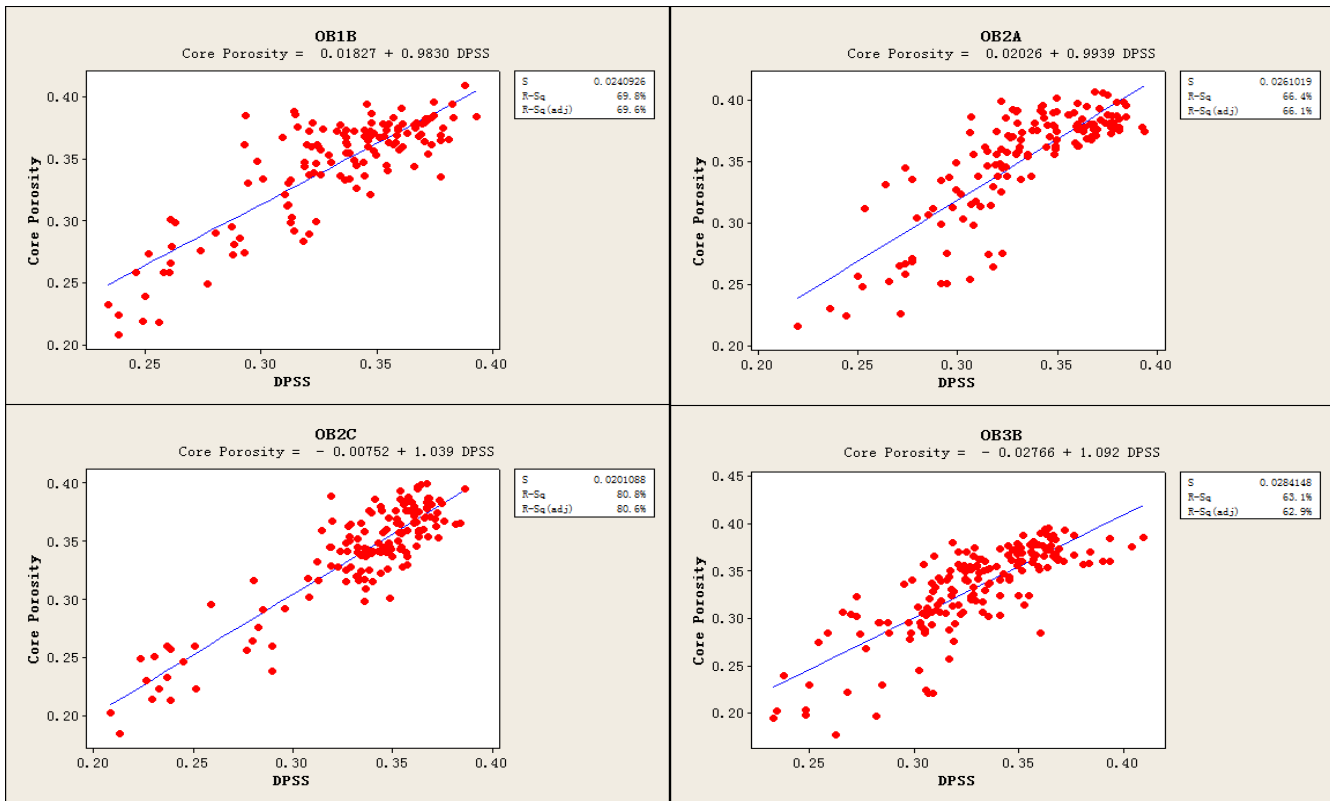 OB1B
Core Porosity = 0.01827 + 0.9830 DPSS
S 0.0240926
R-Sq 69.8%
R-Sq(adj) 69.6%
0.40
0.35
0.30
0.25
0.20
Core Porosity
0.25 0.30 0.35 0.40
DPSS
OB2A
Core Porosity = 0.02026 + 0.9939 DPSS
S 0.0261019
R-Sq 66.4%
R-Sq(adj) 66.1%
0.40
0.35
0.30
0.25
0.20
Core Porosity
0.20 0.25 0.30 0.35 0.40
DPSS
OB2C
Core Porosity = - 0.00752 + 1.039 DPSS
S 0.0201088
R-Sq 80.8%
R-Sq(adj) 80.6%
0.40
0.35
0.30
0.25
0.20
Core Porosity
0.20 0.25 0.30 0.35 0.40
DPSS
OB3B
Core Porosity = - 0.02766 + 1.092 DPSS
S 0.0284148
R-Sq 63.1%
R-Sq(adj) 62.9%
0.45
0.40
0.35
0.30
0.25
0.20
Core Porosity
0.25 0.30 0.35 0.40
DPSS